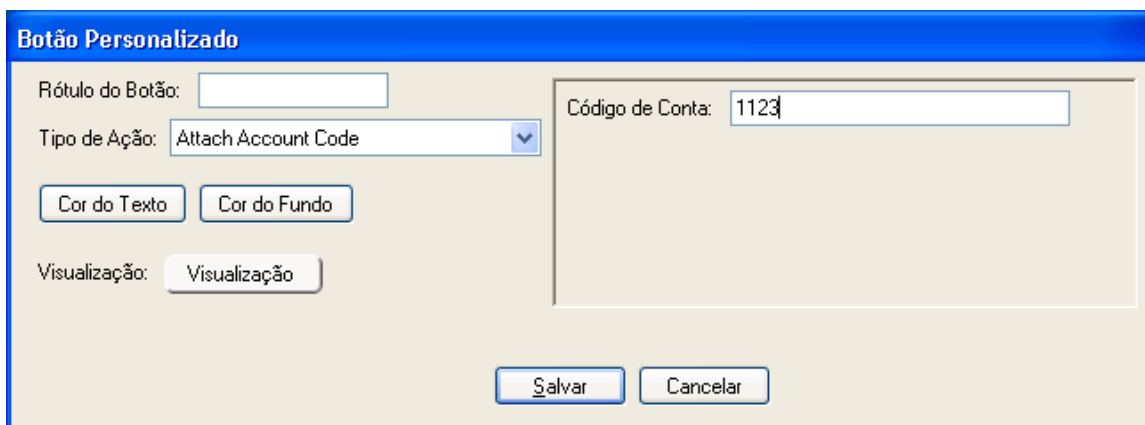 Botão Personalizado
Rótulo do Botão:
Código de Conta: 1123
Tipo de Ação: Attach Account Code
Cor do Texto Cor do Fundo
Visualização: Visualização
Salvar Cancelar